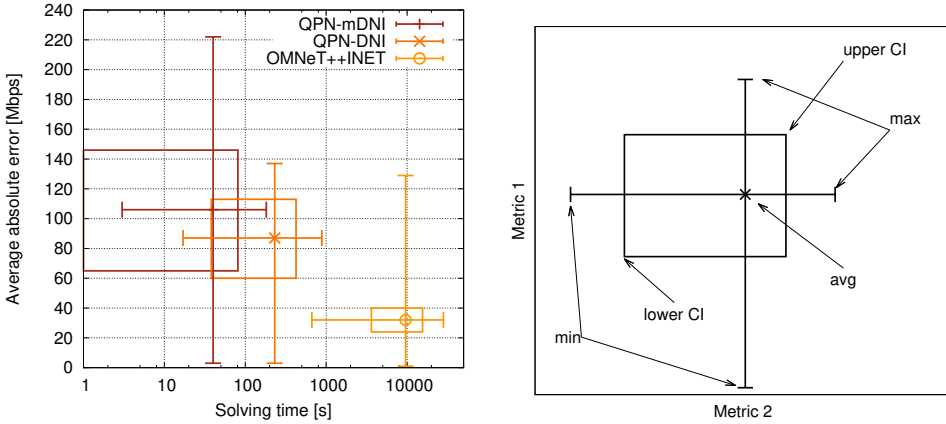 QPN-mDNI
QPN-DNI
OMNeT++INET
Average absolute error [Mbps]
240
220
200
180
160
140
120
100
80
60
40
20
0
1
10
100
1000
10000
Solving time [s]
upper CI
max
avg
lower CI
min
Metric 1
Metric 2